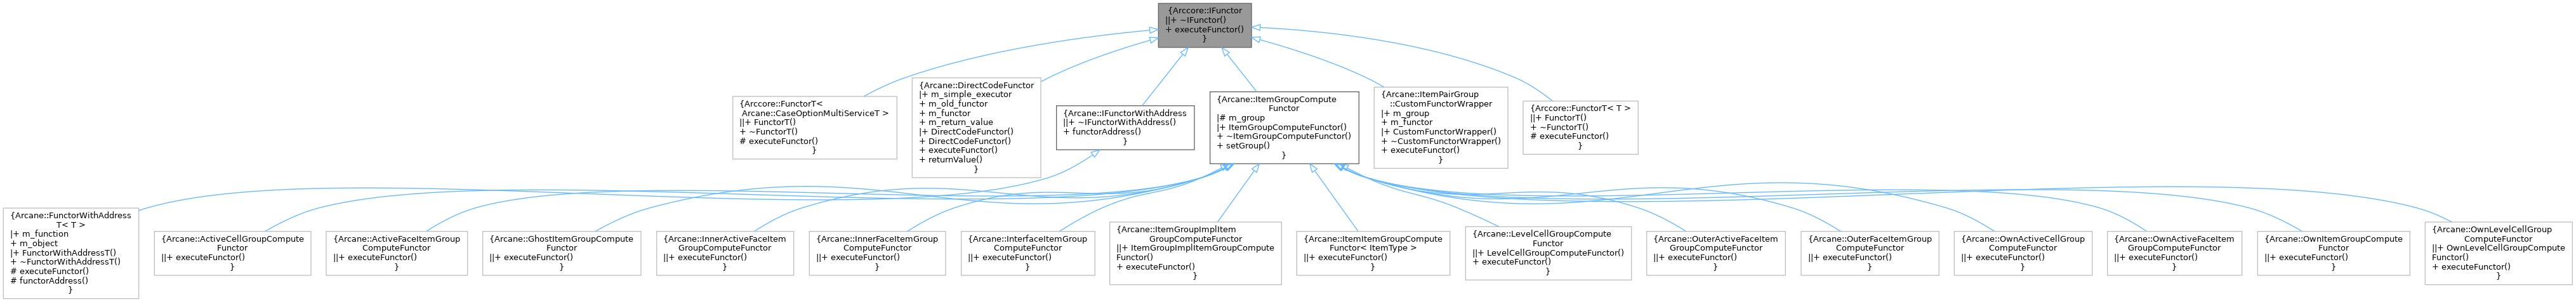 {Arccore::IFunctor
||+ ~IFunctor()
+ executeFunctor()
}
{Arccore::FunctorT<
Arcane::CaseOptionMultiServiceT >
||+ FunctorT()
+ ~FunctorT()
# executeFunctor()
}
{Arcane::DirectCodeFunctor
|+ m_simple_executor
+ m_old_functor
+ m_functor
+ m_return_value
|+ DirectCodeFunctor()
+ DirectCodeFunctor()
+ executeFunctor()
+ returnValue()
}
{Arcane::IFunctorWithAddress
||+ ~IFunctorWithAddress()
+ functorAddress()
}
{Arcane::ItemGroupCompute
Functor
|# m_group
|+ ItemGroupComputeFunctor()
+ ~ItemGroupComputeFunctor()
+ setGroup()
}
{Arcane::ItemPairGroup
::CustomFunctorWrapper
|+ m_group
+ m_functor
|+ CustomFunctorWrapper()
+ ~CustomFunctorWrapper()
+ executeFunctor()
}
{Arccore::FunctorT< T >
||+ FunctorT()
+ ~FunctorT()
# executeFunctor()
}
{Arcane::FunctorWithAddress
T< T >
|+ m_function
+ m_object
|+ FunctorWithAddressT()
+ ~FunctorWithAddressT()
# executeFunctor()
# functorAddress()
}
{Arcane::ActiveCellGroupCompute
Functor
||+ executeFunctor()
}
{Arcane::ActiveFaceItemGroup
ComputeFunctor
||+ executeFunctor()
}
{Arcane::GhostItemGroupCompute
Functor
||+ executeFunctor()
}
{Arcane::InnerActiveFaceItem
GroupComputeFunctor
||+ executeFunctor()
}
{Arcane::InnerFaceItemGroup
ComputeFunctor
||+ executeFunctor()
}
{Arcane::InterfaceItemGroup
ComputeFunctor
||+ executeFunctor()
}
{Arcane::ItemGroupImplItem
GroupComputeFunctor
||+ ItemGroupImplItemGroupCompute
Functor()
+ executeFunctor()
}
{Arcane::ItemItemGroupCompute
Functor< ItemType >
||+ executeFunctor()
}
{Arcane::LevelCellGroupCompute
Functor
||+ LevelCellGroupComputeFunctor()
+ executeFunctor()
}
{Arcane::OuterActiveFaceItem
GroupComputeFunctor
||+ executeFunctor()
}
{Arcane::OuterFaceItemGroup
ComputeFunctor
||+ executeFunctor()
}
{Arcane::OwnActiveCellGroup
ComputeFunctor
||+ executeFunctor()
}
{Arcane::OwnActiveFaceItem
GroupComputeFunctor
||+ executeFunctor()
}
{Arcane::OwnItemGroupCompute
Functor
||+ executeFunctor()
}
{Arcane::OwnLevelCellGroup
ComputeFunctor
||+ OwnLevelCellGroupCompute
Functor()
+ executeFunctor()
}